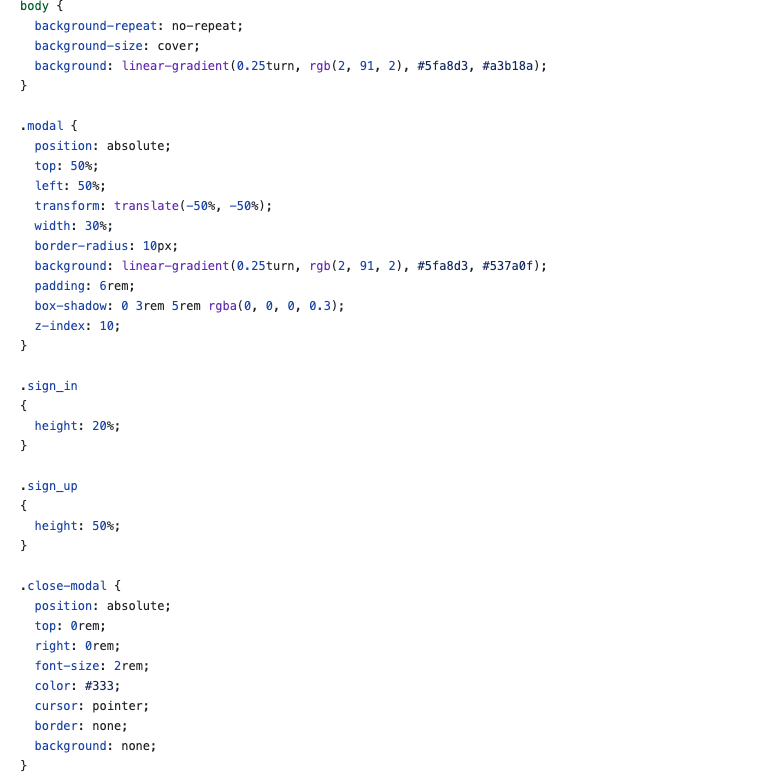 body {
  background-repeat: no-repeat;
  background-size: cover;
  background: linear-gradient(0.25turn, rgb(2, 91, 2), #5fa8d3, #a3b18a);
}

.modal {
  position: absolute;
  top: 50%;
  left: 50%;
  transform: translate(-50%, -50%);
  width: 30%;
  border-radius: 10px;
  background: linear-gradient(0.25turn, rgb(2, 91, 2), #5fa8d3, #537a0f);
  padding: 6rem;
  box-shadow: 0 3rem 5rem rgba(0, 0, 0, 0.3);
  z-index: 10;
}

.sign_in
{
  height: 20%;
}

.sign_up
{
  height: 50%;
}

.close-modal {
  position: absolute;
  top: 0rem;
  right: 0rem;
  font-size: 2rem;
  color: #333;
  cursor: pointer;
  border: none;
  background: none;
}